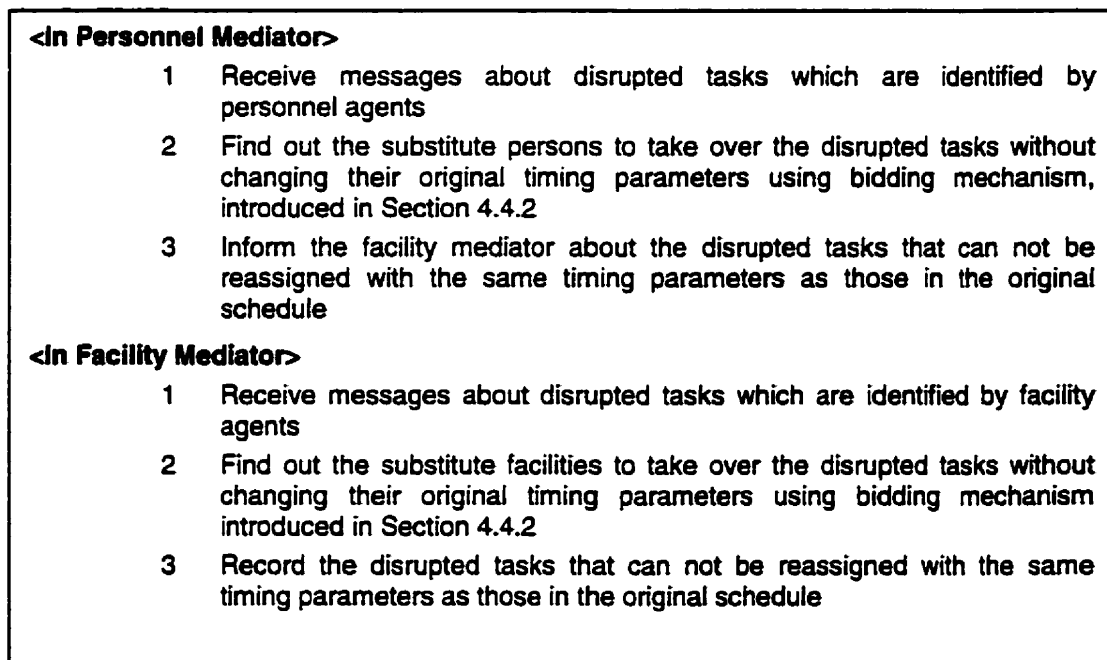 <In Personnel Mediator>
1 Receive messages about disrupted tasks which are identified by
personnel agents
2 Find out the substitute persons to take over the disrupted tasks without
changing their original timing parameters using bidding mechanism,
introduced in Section 4.4.2
3 Inform the facility mediator about the disrupted tasks that can not be
reassigned with the same timing parameters as those in the original
schedule
<In Facility Mediator>
1 Receive messages about disrupted tasks which are identified by facility
agents
2 Find out the substitute facilities to take over the disrupted tasks without
changing their original timing parameters using bidding mechanism
introduced in Section 4.4.2
3 Record the disrupted tasks that can not be reassigned with the same
timing parameters as those in the original schedule